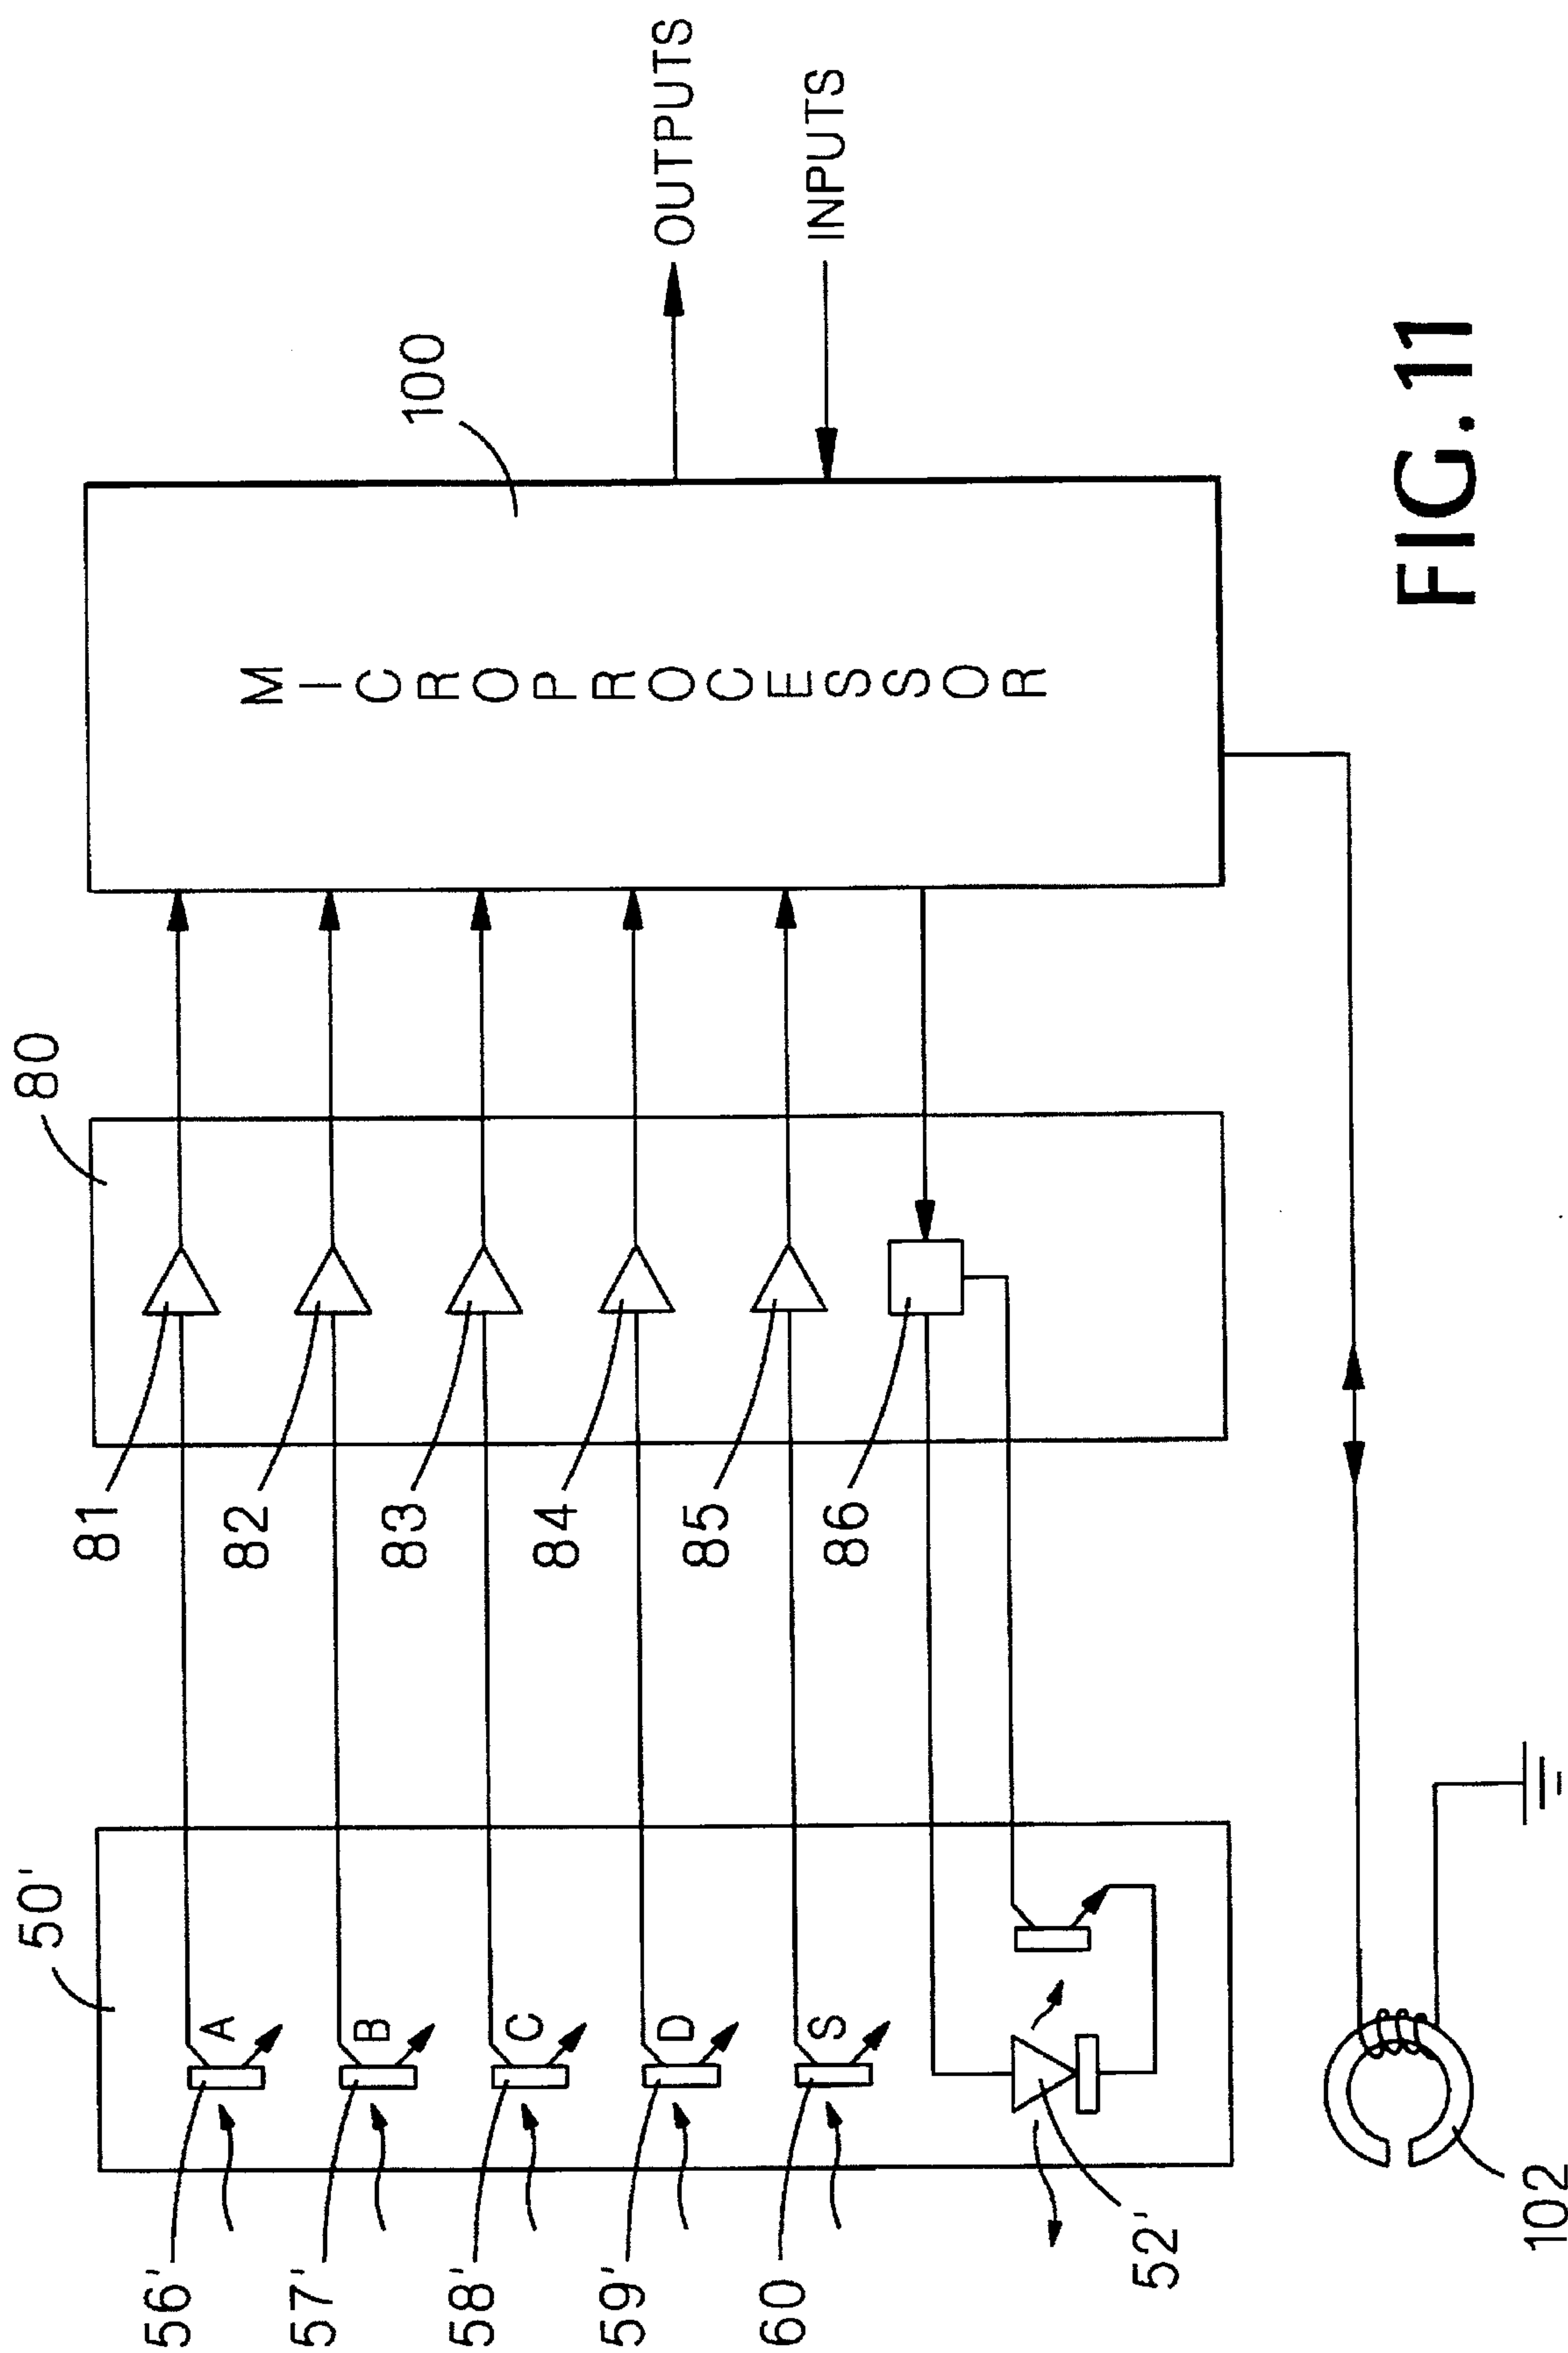 50'
80
100
56'
A
81
57'
B
82
58'
C
83
59'
D
84
60
S
85
86
52'
MICROPROCESSOR
OUTPUTS
INPUTS
102
FIG.11